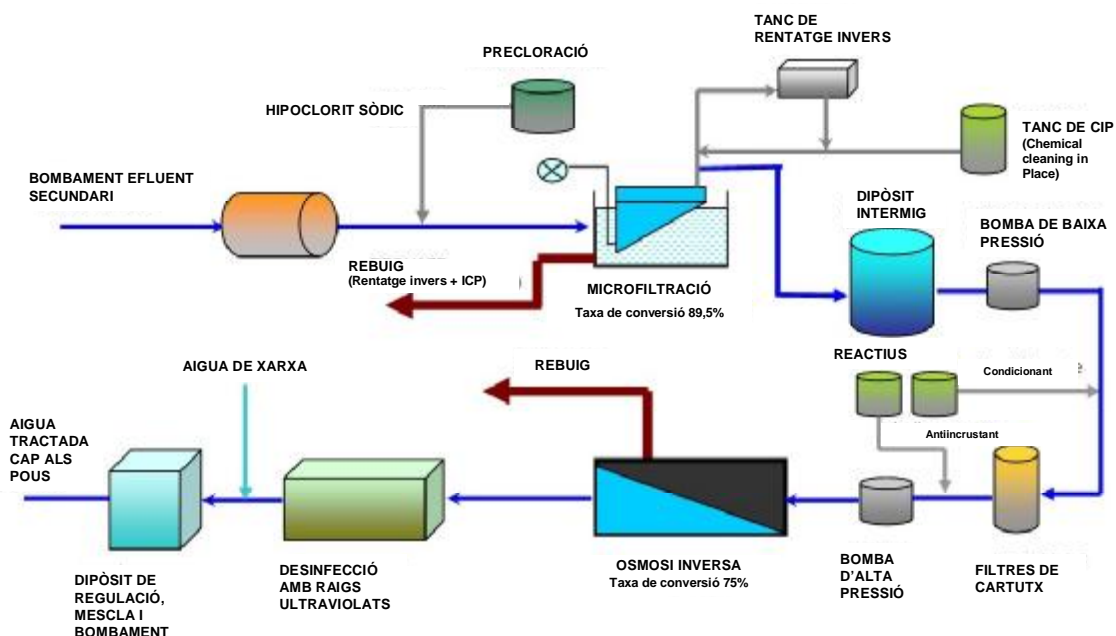 TANC DE
RENTATGE INVERS
PRECLORACIÓ
HIPOCLORIT SÒDIC
TANC DE CIP
(Chemical
cleaning in
Place)
BOMBAMENT EFLUENT
SECUNDARI
DIPÒSIT
INTERMIG
BOMBA DE BAIXA
PRESSIÓ
REBUIG
(Rentatge invers + ICP)
MICROFILTRACIÓ
Taxa de conversió 89,5%
REACTIUS
Condicionant
Antiincrustant
AIGUA DE XARXA
REBUIG
AIGUA
TRACTADA
CAP ALS
POUS
OSMOSI INVERSA
Taxa de conversió 75%
BOMBA
D'ALTA
PRESSIÓ
FILTRES DE
CARTUTX
DESINFECCIÓ
AMB RAIGS
ULTRAVIOLATS
DIPÒSIT DE
REGULACIÓ,
MESCLA I
BOMBAMENT